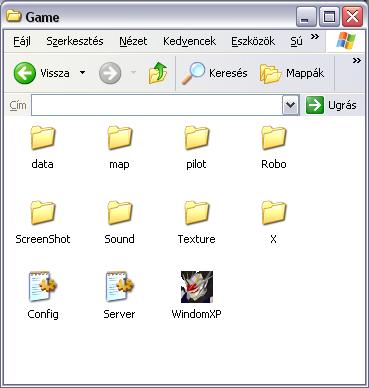 Game
Fájl Szerkesztés Nézet Kedvencek Eszközök Sú »
Vissza Keresés Mappák »
Cím Ugrás
data map pilot Robo
ScreenShot Sound Texture X
Config Server WindomXP